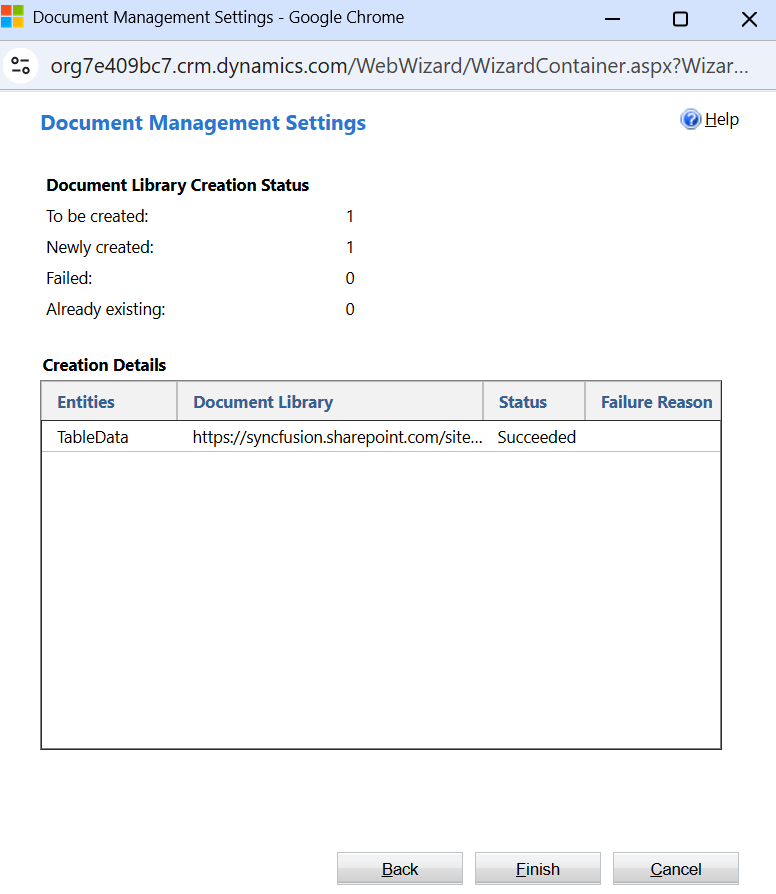 Document Management Settings - Google Chrome
org7e409bc7.crm.dynamics.com/WebWizard/WizardContainer.aspx?Wizar...
Document Management Settings
Help
Document Library Creation Status
To be created: 1
Newly created: 1
Failed: 0
Already existing: 0
Creation Details
Entities Document Library Status Failure Reason
TableData https://syncfusion.sharepoint.com/site... Succeeded
Back Finish Cancel